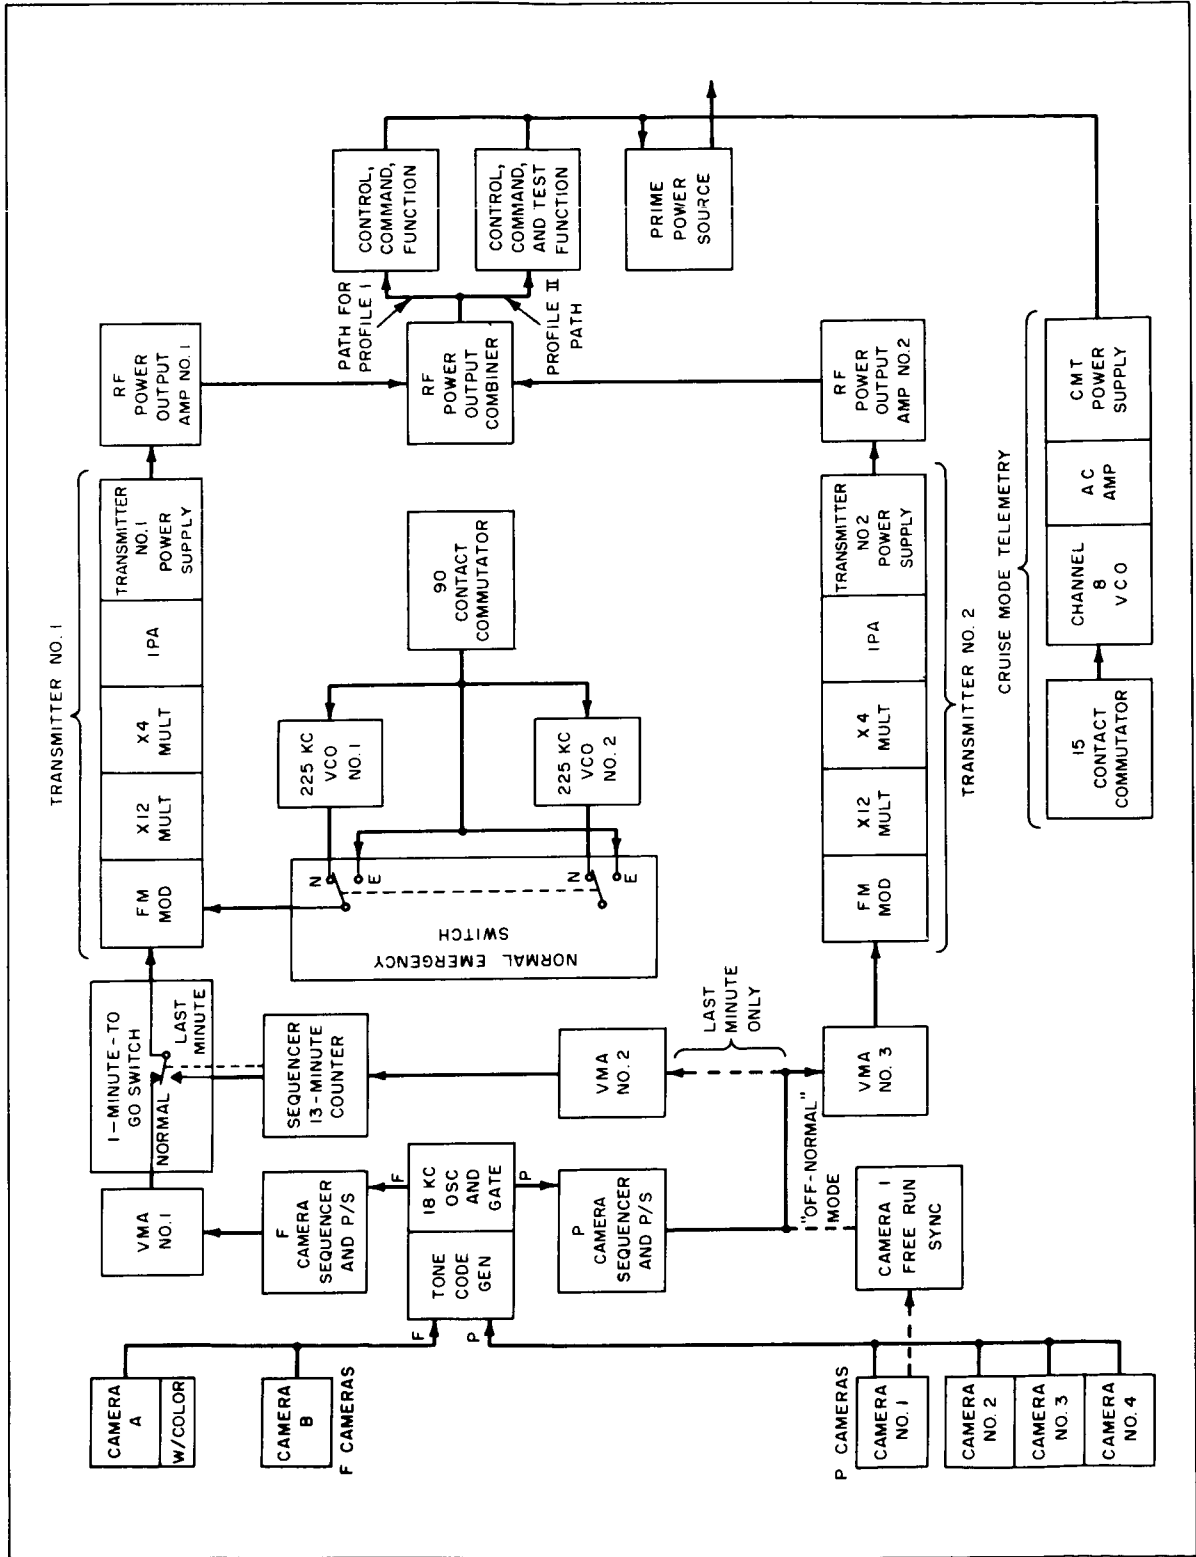 TRANSMITTER NO. 1
1-MINUTE-TO
GO SWITCH
NORMAL
LAST
MINUTE
FM
MOD
X12
MULT
X4
MULT
IPA
TRANSMITTER
NO. 1
POWER
SUPPLY
RF
POWER
OUTPUT
AMP NO. 1
VMA
NO. 1
F
CAMERA
SEQUENCER
AND P/S
SEQUENCER
13-MINUTE
COUNTER
NORMAL EMERGENCY
SWITCH
N
E
N
E
225 KC
VCO
NO. 1
225 KC
VCO
NO. 2
90
CONTACT
COMMUTATOR
PATH FOR
PROFILE I
RF
POWER
OUTPUT
COMBINER
PROFILE II
PATH
CONTROL,
COMMAND,
FUNCTION
CONTROL,
COMMAND,
AND TEST
FUNCTION
PRIME
POWER
SOURCE
CAMERA
A
W/COLOR
CAMERA
B
F CAMERAS
F
P
TONE
CODE
GEN
18 KC
OSC
AND
GATE
F
P
P
CAMERA
SEQUENCER
AND P/S
VMA
NO. 2
LAST
MINUTE
ONLY
"OFF-NORMAL"
MODE
VMA
NO. 3
CAMERA 1
FREE RUN
SYNC
P CAMERAS
CAMERA
NO. 1
CAMERA
NO. 2
CAMERA
NO. 3
CAMERA
NO. 4
FM
MOD
X12
MULT
X4
MULT
IPA
TRANSMITTER
NO 2
POWER
SUPPLY
RF
POWER
OUTPUT
AMP NO. 2
TRANSMITTER NO. 2
CRUISE MODE TELEMETRY
15
CONTACT
COMMUTATOR
CHANNEL
8
VCO
AC
AMP
CMT
POWER
SUPPLY